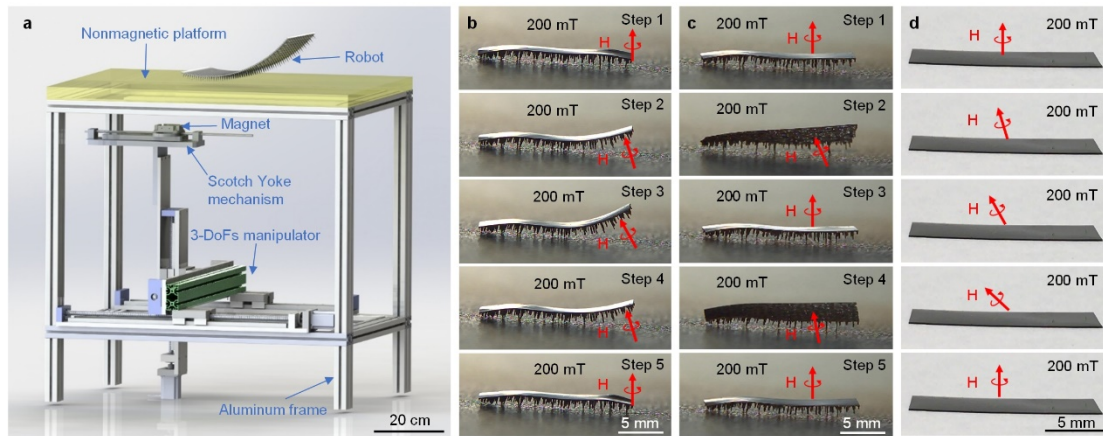 a
Nonmagnetic platform
Robot
Magnet
Scotch Yoke
mechanism
3-DoFs manipulator
Aluminum frame
20 cm
b
200 mT
Step 1
H
200 mT
Step 2
H
200 mT
Step 3
H
200 mT
Step 4
H
200 mT
Step 5
H
5 mm
c
200 mT
Step 1
H
200 mT
Step 2
H
200 mT
Step 3
H
200 mT
Step 4
H
200 mT
Step 5
H
5 mm
d
200 mT
H
200 mT
H
200 mT
H
200 mT
H
200 mT
H
5 mm